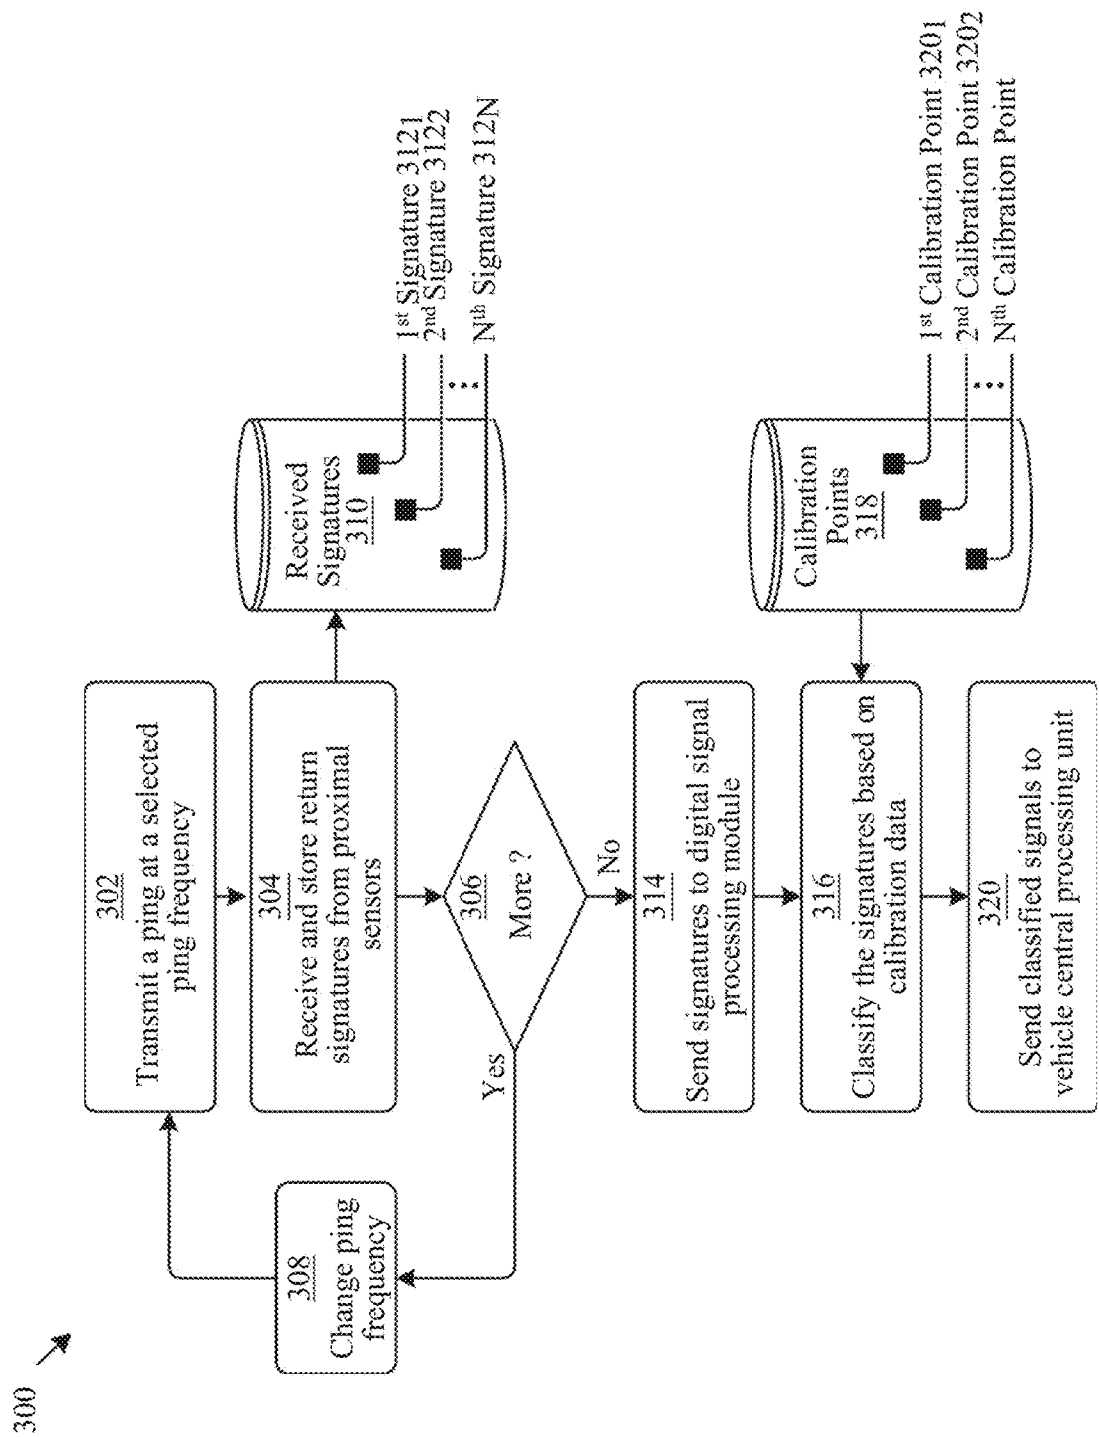 300
302
Transmit a ping at a selected
ping frequency
304
Receive and store return
signatures from proximal
sensors
306
More ?
Yes
No
308
Change ping
frequency
Received
Signatures
310
1st Signature 3121
2nd Signature 3122
Nth Signature 312N
314
Send signatures to digital signal
processing module
316
Classify the signatures based on
calibration data
320
Send classified signals to
vehicle central processing unit
Calibration
Points
318
1st Calibration Point 3201
2nd Calibration Point 3202
Nth Calibration Point